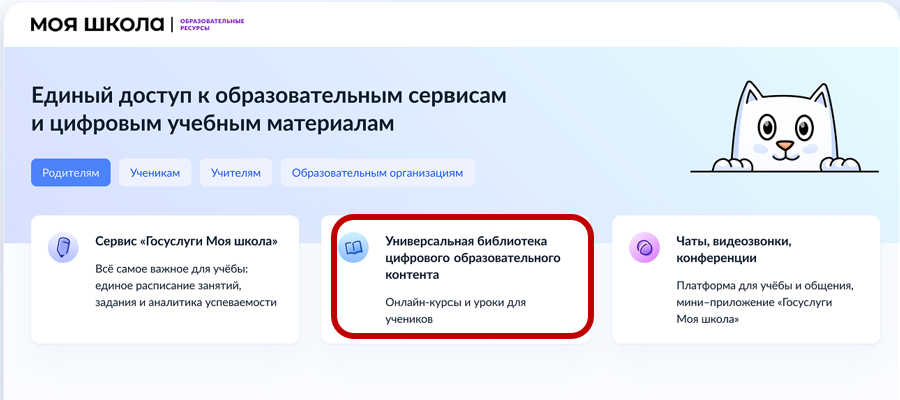 МОЯ ШКОЛА
ОБРАЗОВАТЕЛЬНЫЕ
РЕСУРСЫ
Единый доступ к образовательным сервисам
и цифровым учебным материалам
Родителям
Ученикам
Учителям
Образовательным организациям
Сервис «Госуслуги Моя школа»
Всё самое важное для учёбы:
единое расписание занятий,
задания и аналитика успеваемости
Универсальная библиотека
цифрового образовательного
контента
Онлайн-курсы и уроки для
учеников
Чаты, видеозвонки,
конференции
Платформа для учёбы и общения,
мини–приложение «Госуслуги
Моя школа»